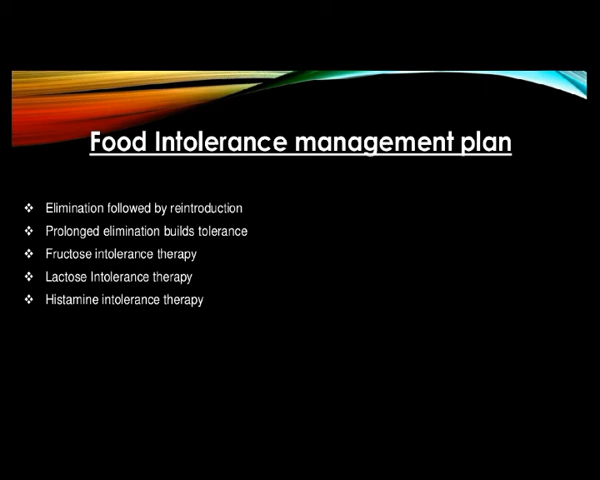 Food Intolerance management plan
❖ Elimination followed by reintroduction
❖ Prolonged elimination builds tolerance
❖ Fructose intolerance therapy
❖ Lactose Intolerance therapy
❖ Histamine intolerance therapy